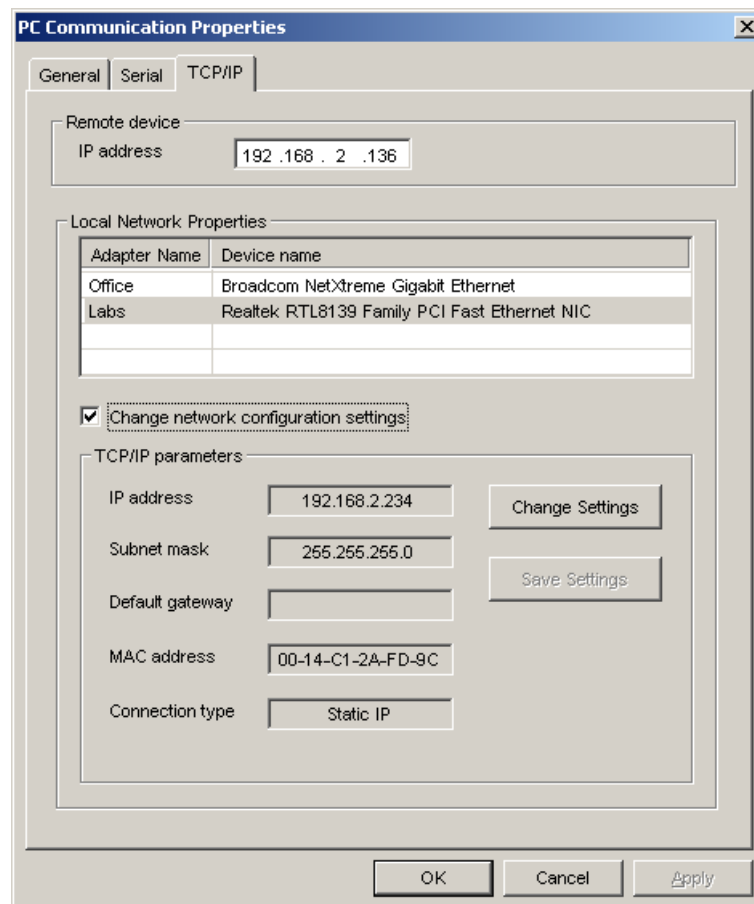 PC Communication Properties
General Serial TCP/IP
Remote device
IP address 192 .168 . 2 .136
Local Network Properties
Adapter Name Device name
Office Broadcom NetXtreme Gigabit Ethernet
Labs Realtek RTL8139 Family PCI Fast Ethernet NIC
Change network configuration settings
TCP/IP parameters
IP address 192.168.2.234 Change Settings
Subnet mask 255.255.255.0
Save Settings
Default gateway
MAC address 00-14-C1-2A-FD-9C
Connection type Static IP
OK Cancel Apply